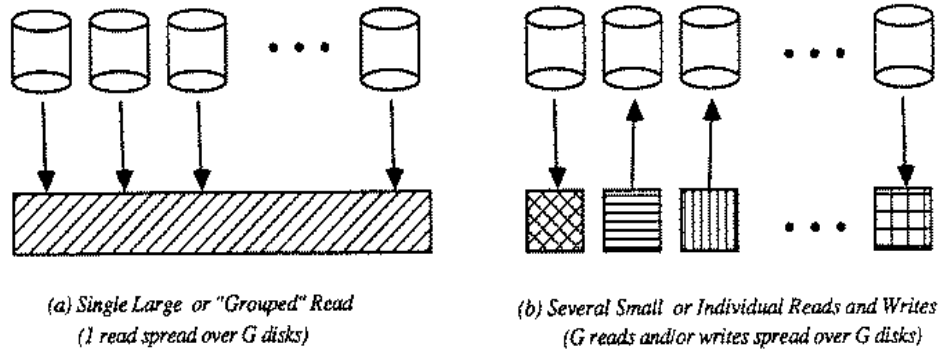 (a) Single Large or "Grouped" Read
(1 read spread over G disks)
(b) Several Small or Individual Reads and Writes
(G reads and/or writes spread over G disks)